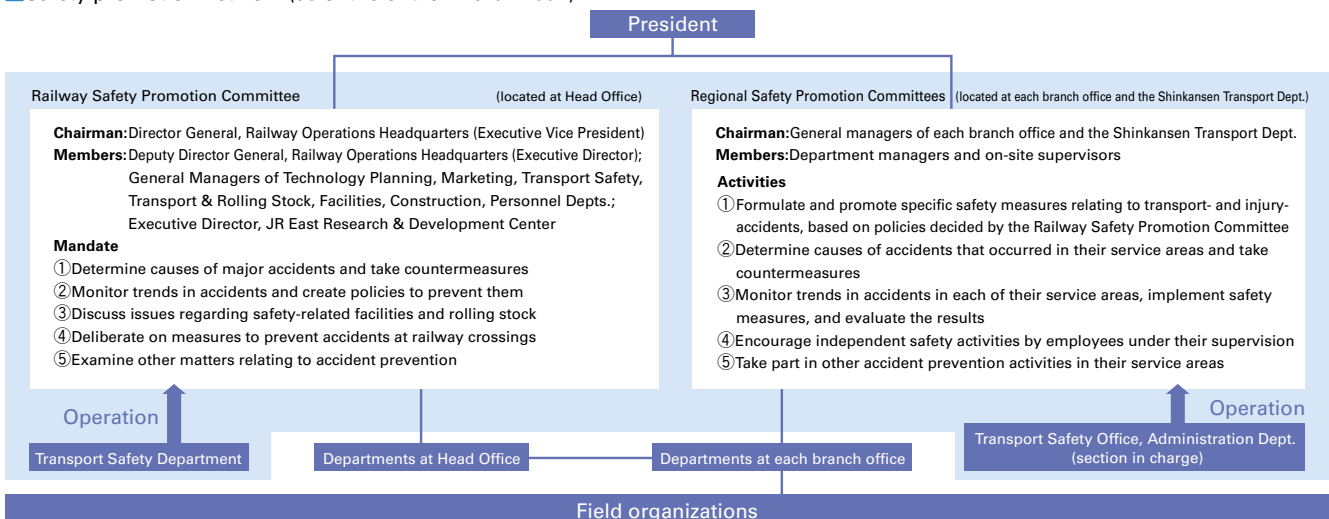 President
Railway Safety Promotion Committee (located at Head Office)
Chairman:Director General, Railway Operations Headquarters (Executive Vice President)
Members:Deputy Director General, Railway Operations Headquarters (Executive Director);
General Managers of Technology Planning, Marketing, Transport Safety,
Transport & Rolling Stock, Facilities, Construction, Personnel Depts.;
Executive Director, JR East Research & Development Center
Mandate
①Determine causes of major accidents and take countermeasures
②Monitor trends in accidents and create policies to prevent them
③Discuss issues regarding safety-related facilities and rolling stock
④Deliberate on measures to prevent accidents at railway crossings
⑤Examine other matters relating to accident prevention
Operation
Transport Safety Department
Regional Safety Promotion Committees (located at each branch office and the Shinkansen Transport Dept.)
Chairman:General managers of each branch office and the Shinkansen Transport Dept.
Members:Department managers and on-site supervisors
Activities
①Formulate and promote specific safety measures relating to transport- and injury-
accidents, based on policies decided by the Railway Safety Promotion Committee
②Determine causes of accidents that occurred in their service areas and take
countermeasures
③Monitor trends in accidents in each of their service areas, implement safety
measures, and evaluate the results
④Encourage independent safety activities by employees under their supervision
⑤Take part in other accident prevention activities in their service areas
Operation
Transport Safety Office, Administration Dept.
(section in charge)
Departments at Head Office
Departments at each branch office
Field organizations